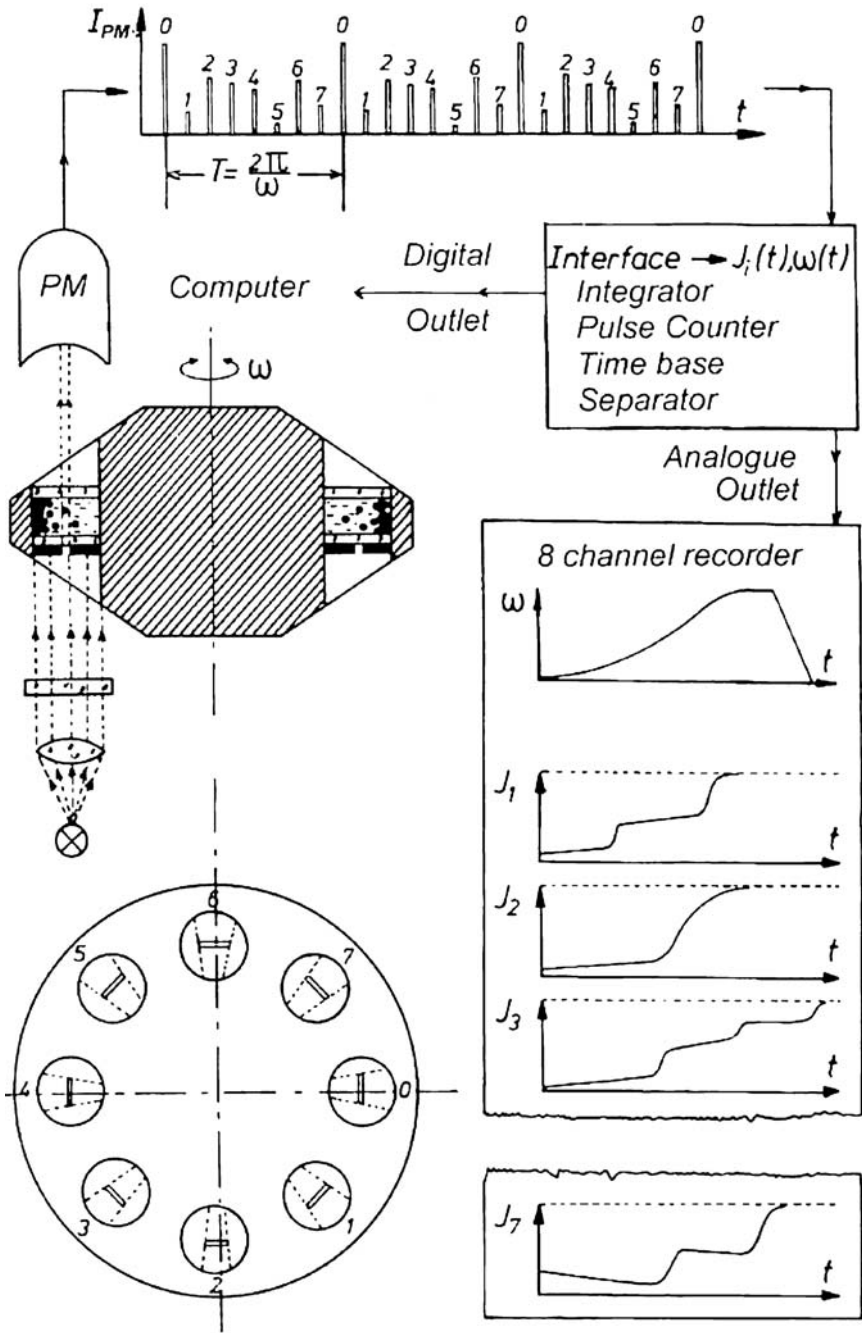 I_PM
0 1 2 3 4 5 6 7 0 1 2 3 4 5 6 7 0 1 2 3 4 5 6 7 0
t
T = 2π/ω
PM
Computer
Digital
Outlet
Interface → J_i(t),ω(t)
Integrator
Pulse Counter
Time base
Separator
ω
Analogue
Outlet
8 channel recorder
ω
t
J_1
t
J_2
t
J_3
t
6
5
7
4
0
3
1
2
J_7
t